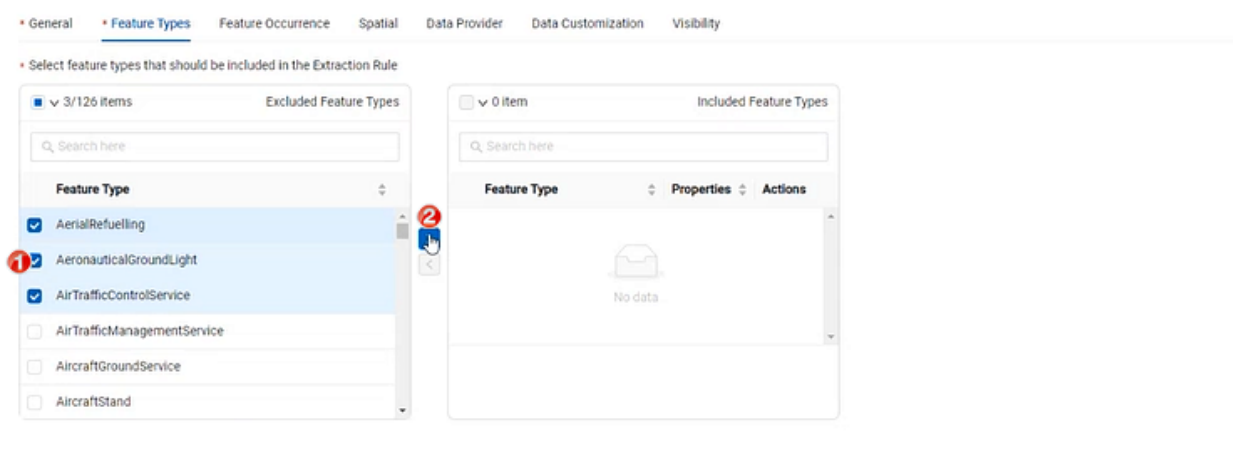 * General * Feature Types Feature Occurrence Spatial Data Provider Data Customization Visibility
* Select feature types that should be included in the Extraction Rule
3/126 items Excluded Feature Types
0 item Included Feature Types
Search here
Search here
Feature Type
Feature Type Properties Actions
AerialRefuelling
2
1
AeronauticalGroundLight
<
AirTrafficControlService
No data
AirTrafficManagementService
AircraftGroundService
AircraftStand